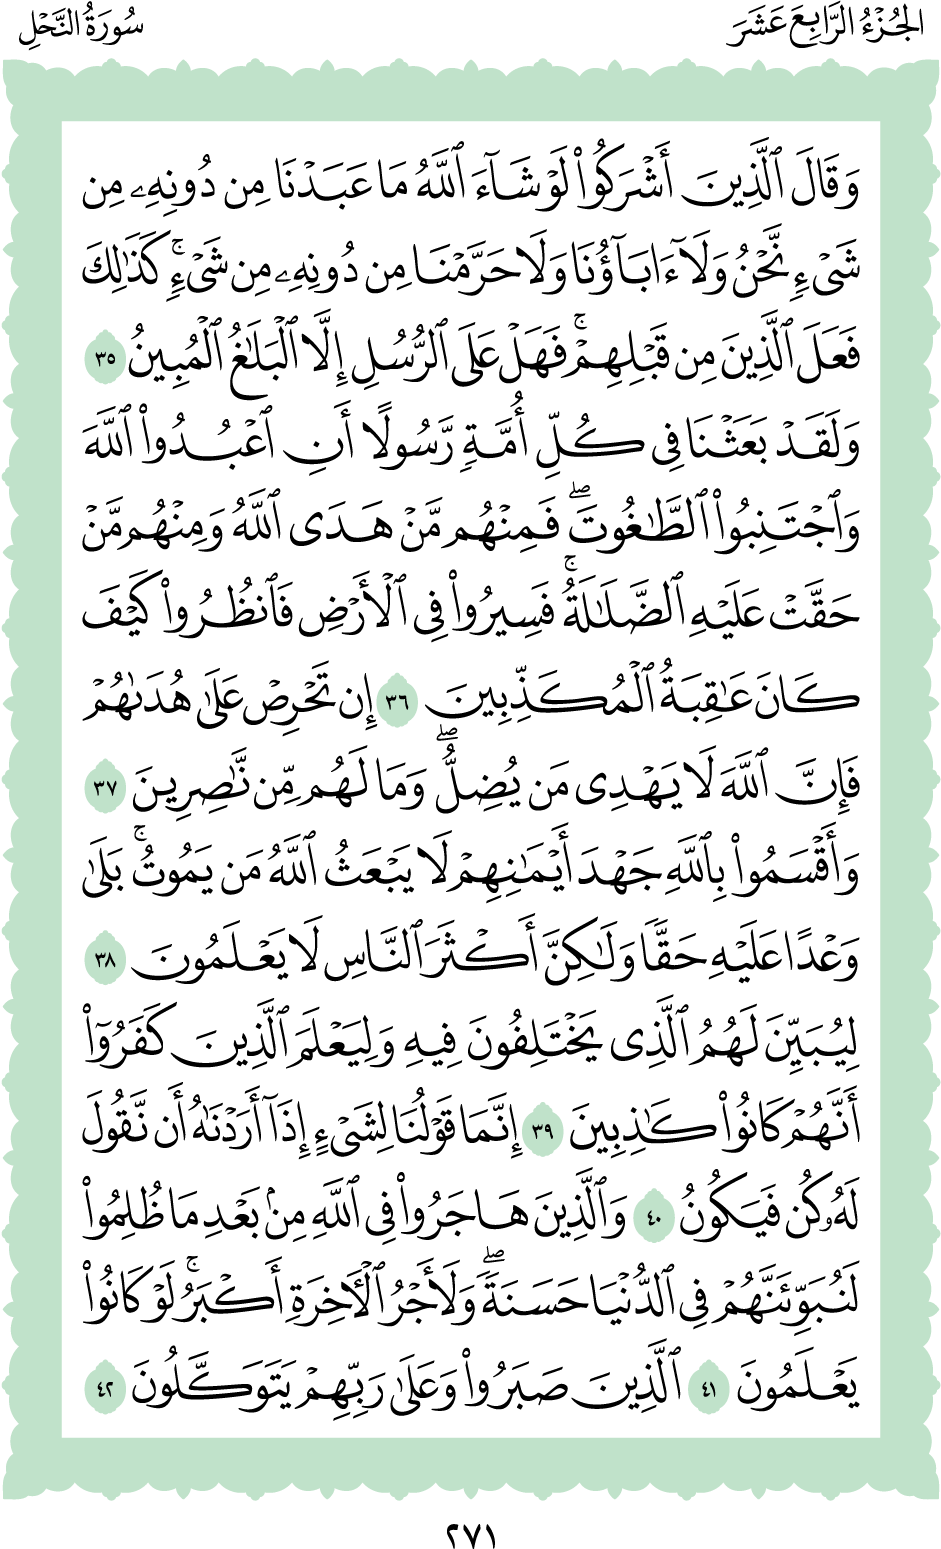 الجُزْءُ الرَّابِعَ عَشَرَ
سُورَةُ النَّحْلِ
وَقَالَ ٱلَّذِينَ أَشْرَكُوا۟ لَوْ شَآءَ ٱللَّهُ مَا عَبَدْنَا مِن دُونِهِۦ مِن
شَىْءٍ نَّحْنُ وَلَآ ءَابَآؤُنَا وَلَا حَرَّمْنَا مِن دُونِهِۦ مِن شَىْءٍ ۚ كَذَٰلِكَ
فَعَلَ ٱلَّذِينَ مِن قَبْلِهِمْ ۚ فَهَلْ عَلَى ٱلرُّسُلِ إِلَّا ٱلْبَلَٰغُ ٱلْمُبِينُ ٣٥
وَلَقَدْ بَعَثْنَا فِى كُلِّ أُمَّةٍ رَّسُولًا أَنِ ٱعْبُدُوا۟ ٱللَّهَ
وَٱجْتَنِبُوا۟ ٱلطَّٰغُوتَ ۖ فَمِنْهُم مَّنْ هَدَى ٱللَّهُ وَمِنْهُم مَّنْ
حَقَّتْ عَلَيْهِ ٱلضَّلَٰلَةُ ۚ فَسِيرُوا۟ فِى ٱلْأَرْضِ فَٱنظُرُوا۟ كَيْفَ
كَانَ عَٰقِبَةُ ٱلْمُكَذِّبِينَ ٣٦ إِن تَحْرِصْ عَلَىٰ هُدَىٰهُمْ
فَإِنَّ ٱللَّهَ لَا يَهْدِى مَن يُضِلُّ ۖ وَمَا لَهُم مِّن نَّٰصِرِينَ ٣٧
وَأَقْسَمُوا۟ بِٱللَّهِ جَهْدَ أَيْمَٰنِهِمْ لَا يَبْعَثُ ٱللَّهُ مَن يَمُوتُ ۚ بَلَىٰ
وَعْدًا عَلَيْهِ حَقًّا وَلَٰكِنَّ أَكْثَرَ ٱلنَّاسِ لَا يَعْلَمُونَ ٣٨
لِيُبَيِّنَ لَهُمُ ٱلَّذِى يَخْتَلِفُونَ فِيهِ وَلِيَعْلَمَ ٱلَّذِينَ كَفَرُوٓا۟
أَنَّهُمْ كَانُوا۟ كَٰذِبِينَ ٣٩ إِنَّمَا قَوْلُنَا لِشَىْءٍ إِذَآ أَرَدْنَٰهُ أَن نَّقُولَ
لَهُۥ كُن فَيَكُونُ ٤٠ وَٱلَّذِينَ هَاجَرُوا۟ فِى ٱللَّهِ مِنۢ بَعْدِ مَا ظُلِمُوا۟
لَنُبَوِّئَنَّهُمْ فِى ٱلدُّنْيَا حَسَنَةً ۖ وَلَأَجْرُ ٱلْءَاخِرَةِ أَكْبَرُ ۚ لَوْ كَانُوا۟
يَعْلَمُونَ ٤١ ٱلَّذِينَ صَبَرُوا۟ وَعَلَىٰ رَبِّهِمْ يَتَوَكَّلُونَ ٤٢
٢٧١